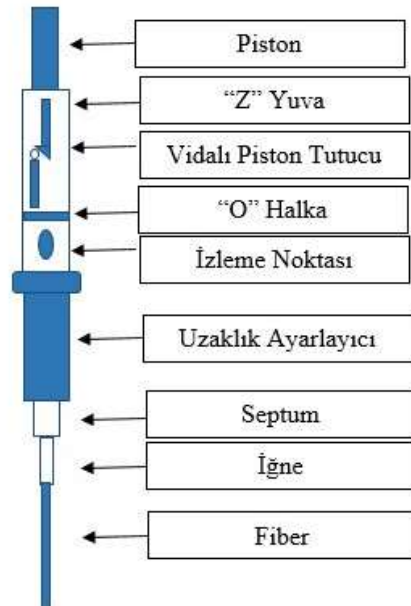 Piston
“Z” Yuva
Vidalı Piston Tutucu
“O” Halka
İzleme Noktası
Uzaklık Ayarlayıcı
Septum
İğne
Fiber